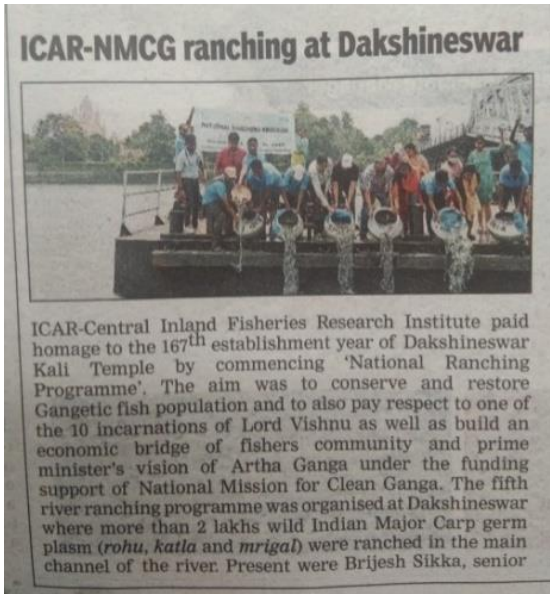 ICAR-NMCG ranching at Dakshineswar
NATIONAL RANCHING PROGRAM
ICAR-Central Inland Fisheries Research Institute paid
homage to the 167th establishment year of Dakshineswar
Kali Temple by commencing ‘National Ranching
Programme’. The aim was to conserve and restore
Gangetic fish population and to also pay respect to one of
the 10 incarnations of Lord Vishnu as well as build an
economic bridge of fishers community and prime
minister’s vision of Artha Ganga under the funding
support of National Mission for Clean Ganga. The fifth
river ranching programme was organised at Dakshineswar
where more than 2 lakhs wild Indian Major Carp germ
plasm (rohu, katla and mrigal) were ranched in the main
channel of the river. Present were Brijesh Sikka, senior